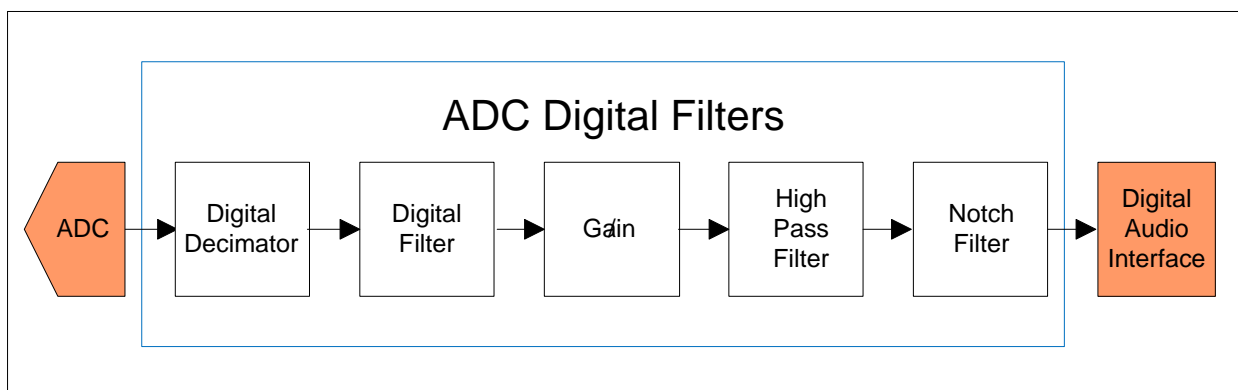 ADC Digital Filters
ADC
Digital
Decimator
Digital
Filter
Gain
High
Pass
Filter
Notch
Filter
Digital
Audio
Interface